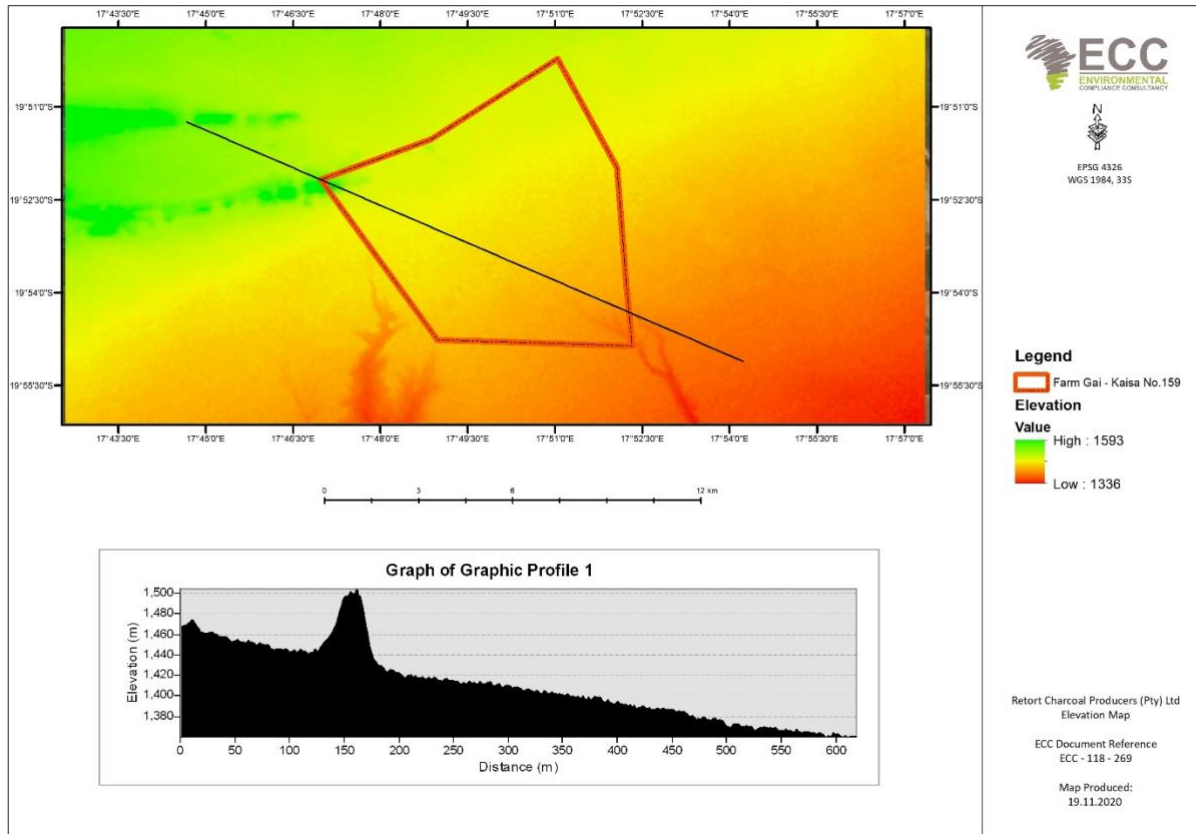 17°43'30"E 17°45'0"E 17°46'30"E 17°48'0"E 17°49'30"E 17°51'0"E 17°52'30"E 17°54'0"E 17°55'30"E 17°57'0"E
19°51'0"S 19°51'0"S
19°52'30"S 19°52'30"S
19°54'0"S 19°54'0"S
19°55'30"S 19°55'30"S
17°43'30"E 17°45'0"E 17°46'30"E 17°48'0"E 17°49'30"E 17°51'0"E 17°52'30"E 17°54'0"E 17°55'30"E 17°57'0"E
0 3 6 12 km
Graph of Graphic Profile 1
Elevation (m)
1,500
1,480
1,460
1,440
1,420
1,400
1,380
0 50 100 150 200 250 300 350 400 450 500 550 600
Distance (m)
ECC
ENVIRONMENTAL
COMPLIANCE CONSULTANCY
N
EPSG 4326
WGS 1984, 33S
Legend
Farm Gai - Kaisa No.159
Elevation
Value
High : 1593
Low : 1336
Retort Charcoal Producers (Pty) Ltd
Elevation Map
ECC Document Reference
ECC - 118 - 269
Map Produced:
19.11.2020